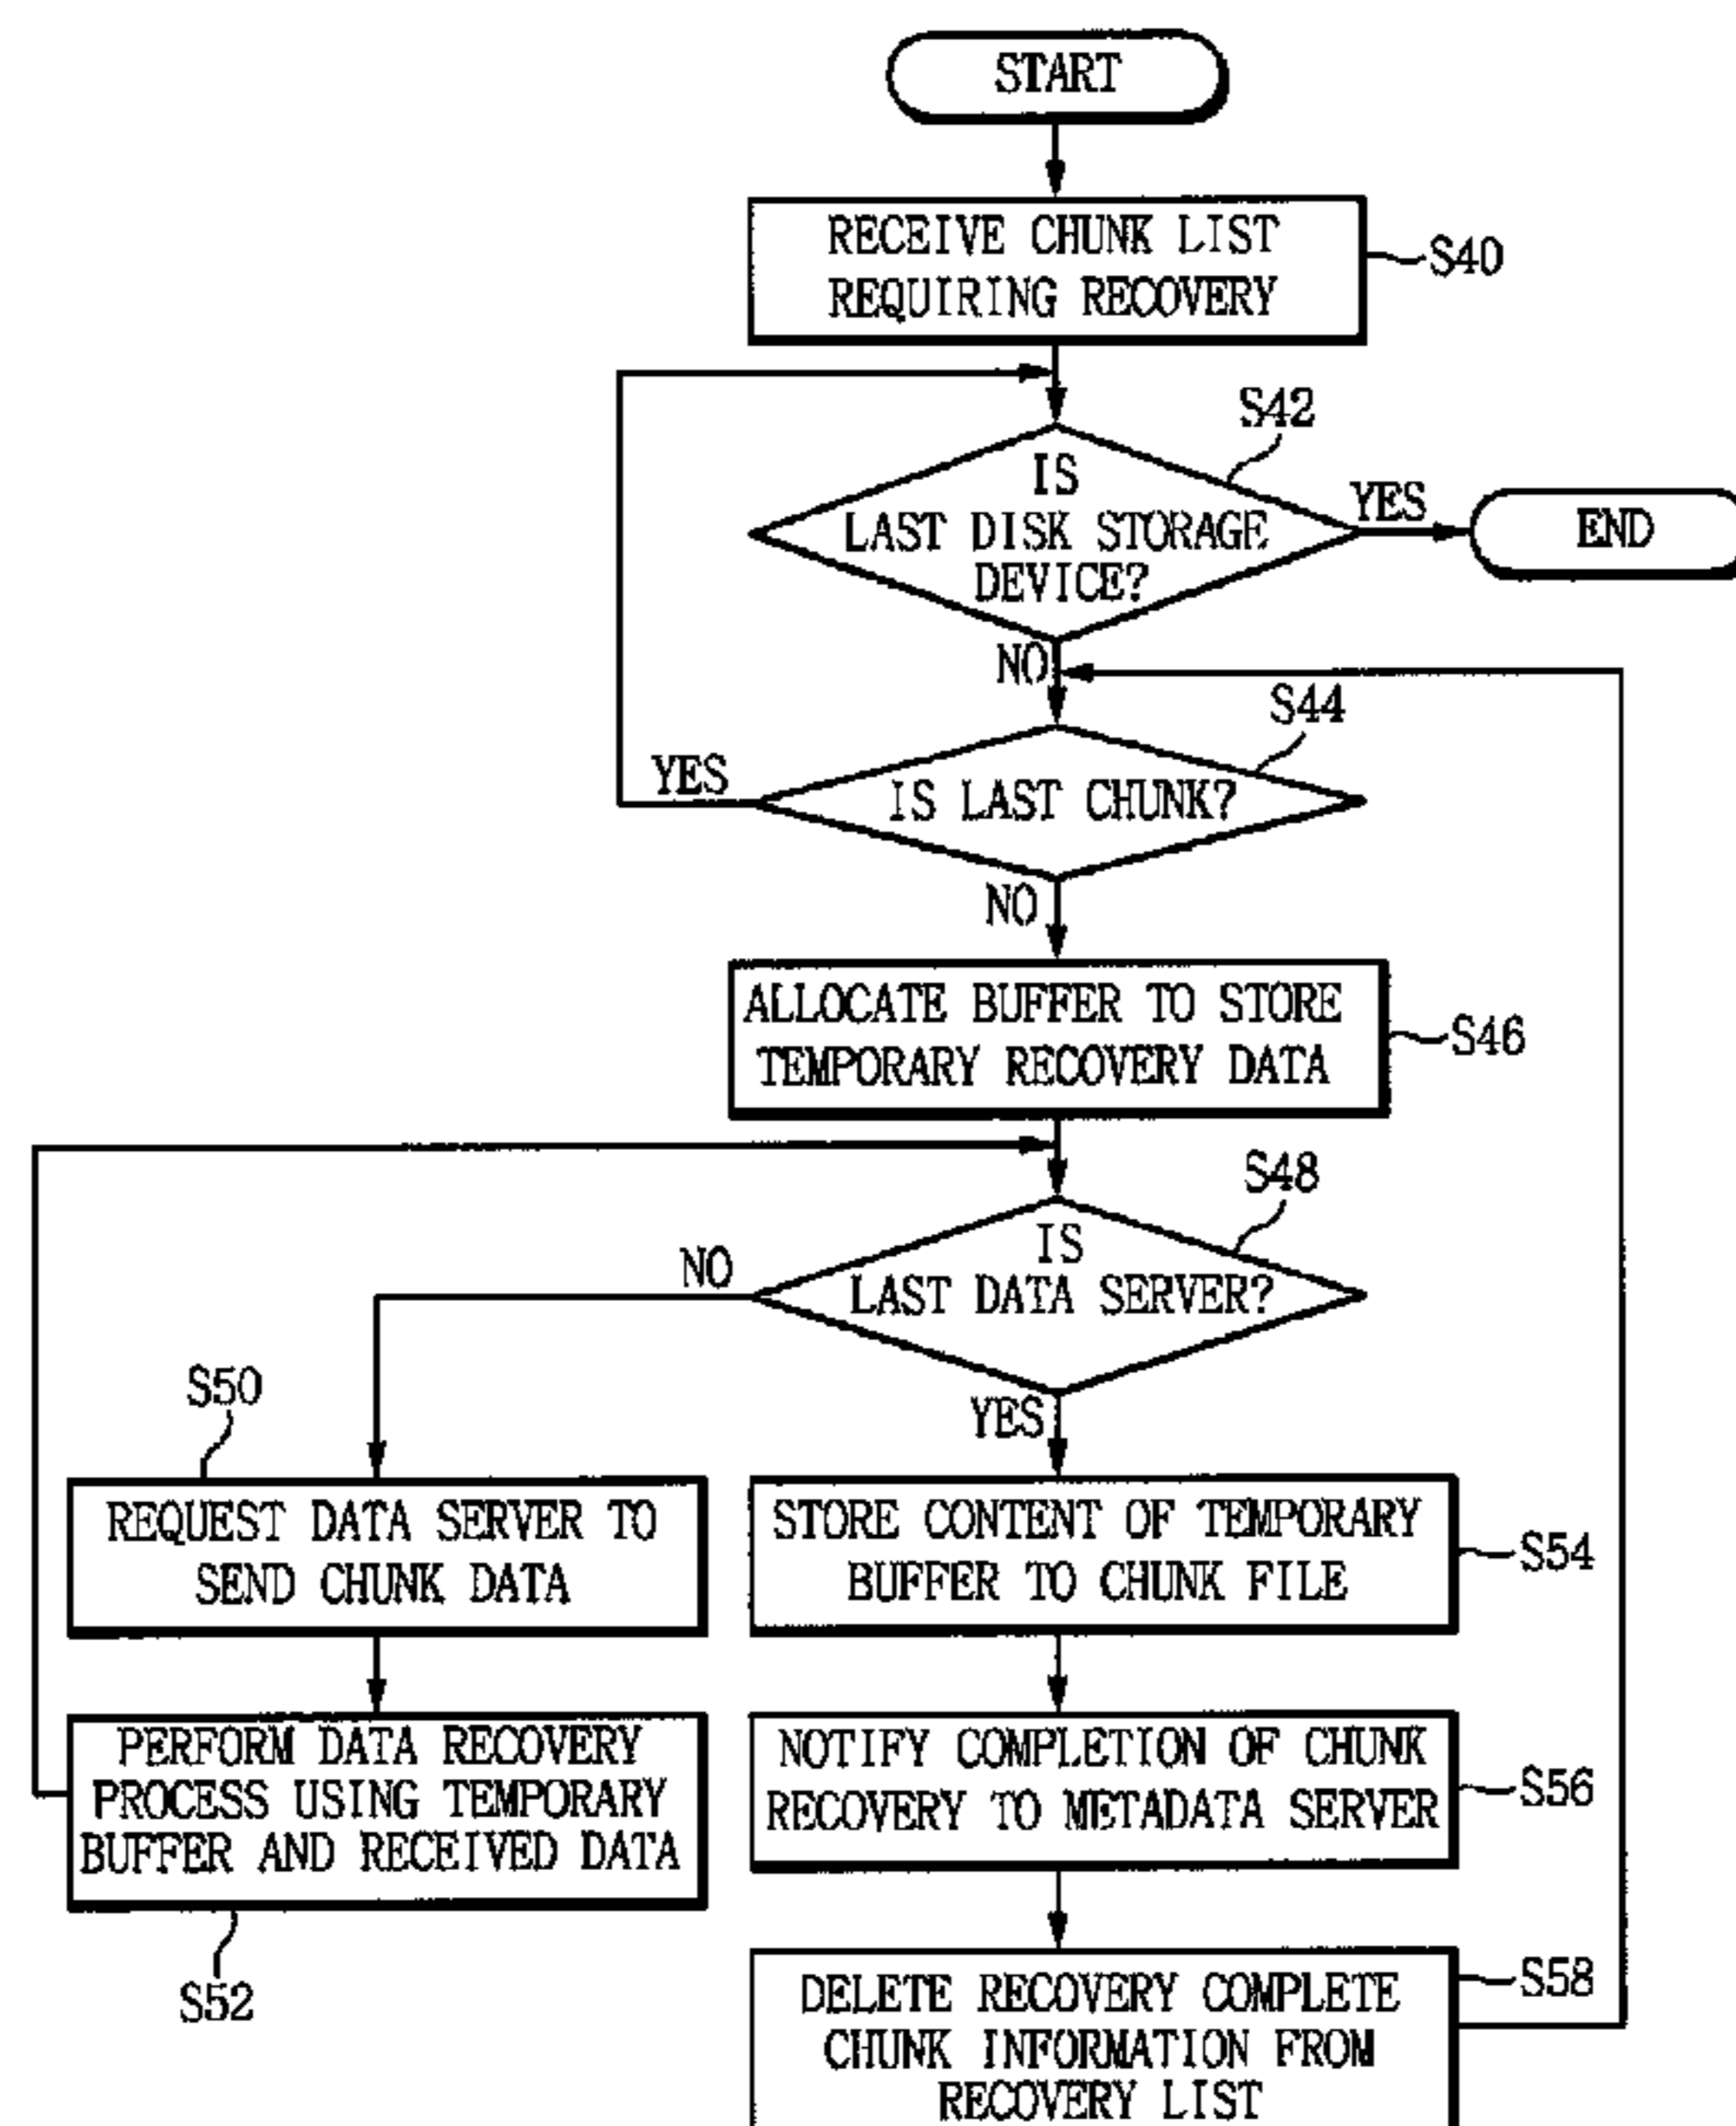 START
RECEIVE CHUNK LIST
REQUIRING RECOVERY
S40
S42
IS
LAST DISK STORAGE
DEVICE?
YES
END
NO
S44
YES
IS LAST CHUNK?
NO
ALLOCATE BUFFER TO STORE
TEMPORARY RECOVERY DATA
S46
S48
IS
LAST DATA SERVER?
NO
YES
S50
REQUEST DATA SERVER TO
SEND CHUNK DATA
STORE CONTENT OF TEMPORARY
BUFFER TO CHUNK FILE
S54
PERFORM DATA RECOVERY
PROCESS USING TEMPORARY
BUFFER AND RECEIVED DATA
S52
NOTIFY COMPLETION OF CHUNK
RECOVERY TO METADATA SERVER
S56
DELETE RECOVERY COMPLETE
CHUNK INFORMATION FROM
RECOVERY LIST
S58